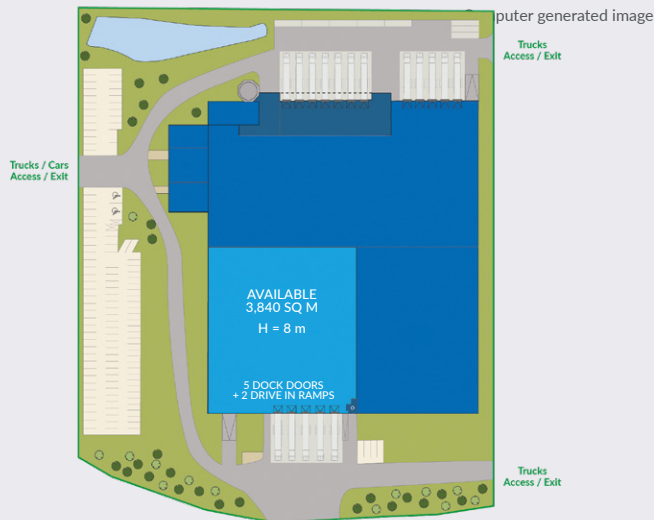 puter generated image
Trucks
Access / Exit
Trucks / Cars
Access / Exit
AVAILABLE
3,840 SQ M
H = 8 m
5 DOCK DOORS
+ 2 DRIVE IN RAMPS
Trucks
Access / Exit